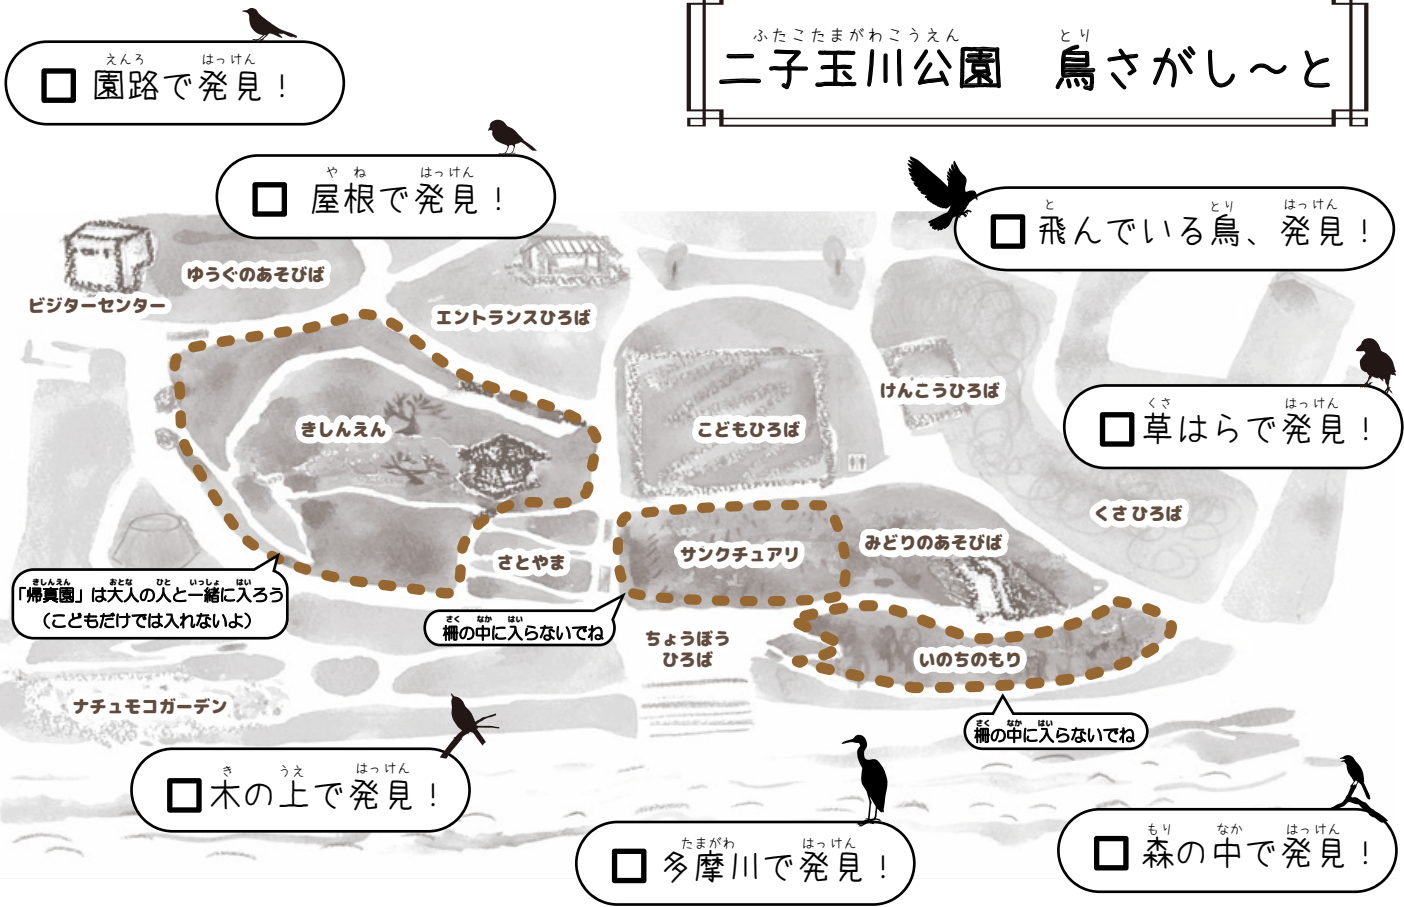 ふたこたまがわこうえん とり
二子玉川公園 鳥さがし～と
えんろ はっけん
園路で発見！
や ね はっけん
屋根で発見！
と とり はっけん
飛んでいる鳥、発見！
ゆうぐのあそびば
ビジターセンター
エントランスひろば
けんこうひろば
くさ はっけん
草はらで発見！
きしんえん
こどもひろば
くさひろば
さとやま
サンクチュアリ
みどりのあそびば
きしんえん おとな ひと いっしょ はい
「帰真園」は大人の人と一緒に入ろう
（こどもだけでは入れないよ）
さく なか はい
柵の中に入らないでね
ちょうぼう
ひろば
いのちのもり
ナチュモコガーデン
さく なか はい
柵の中に入らないでね
き うえ はっけん
木の上で発見！
たまがわ はっけん
多摩川で発見！
もり なか はっけん
森の中で発見！